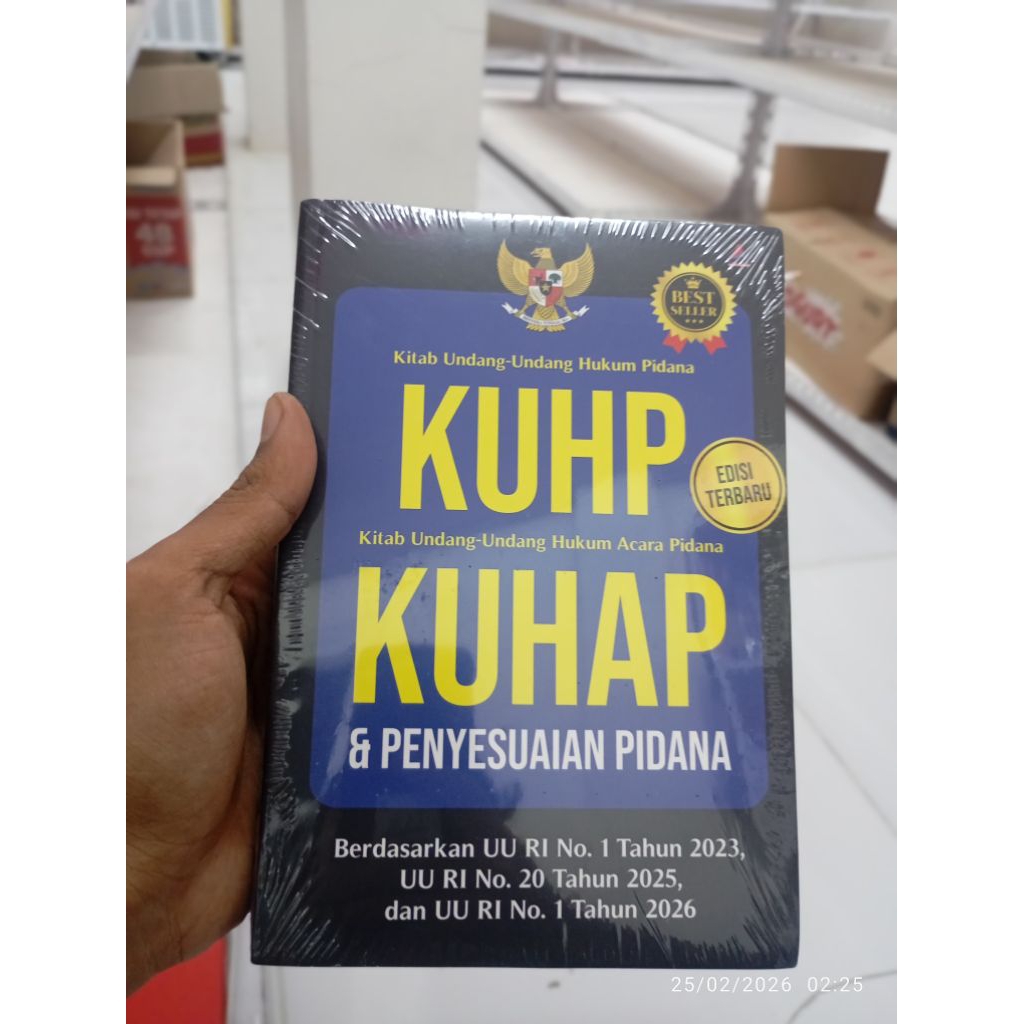 BEST
SELLER
Kitab Undang-Undang Hukum Pidana
KUHP
EDISI
TERBARU
Kitab Undang-Undang Hukum Acara Pidana
KUHAP
& PENYESUAIAN PIDANA
Berdasarkan UU RI No. 1 Tahun 2023,
UU RI No. 20 Tahun 2025,
dan UU RI No. 1 Tahun 2026
48
25/02/2026 02:25